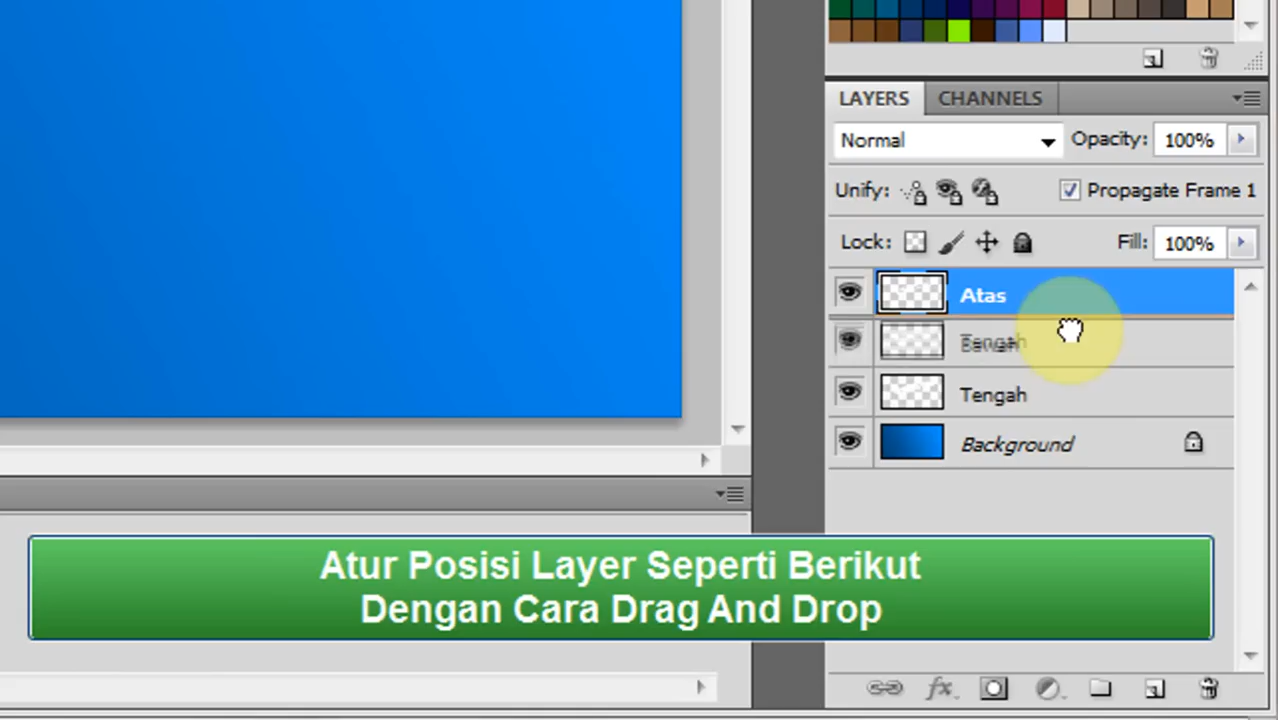 LAYERS CHANNELS
Normal Opacity: 100%
Unify: Propagate Frame 1
Lock: Fill: 100%
Atas
Tengah
Background
Atur Posisi Layer Seperti Berikut
Dengan Cara Drag And Drop